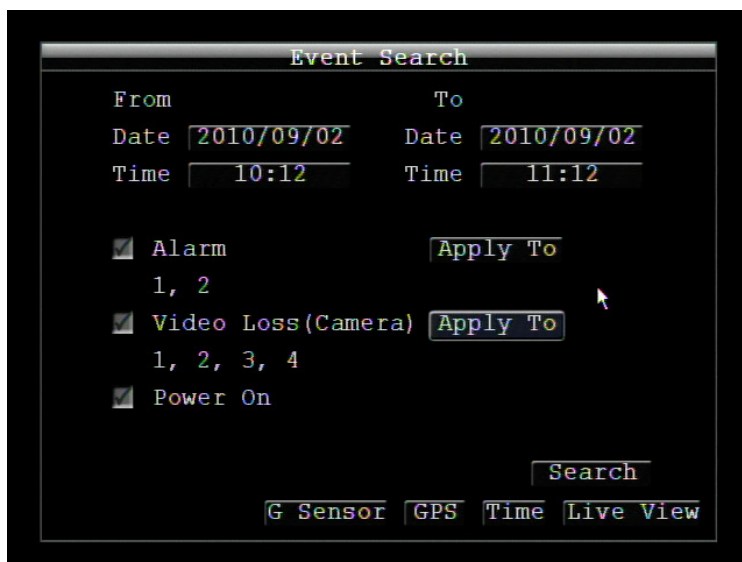 Event Search
From To
Date 2010/09/02 Date 2010/09/02
Time 10:12 Time 11:12
Alarm Apply To
1, 2
Video Loss(Camera) Apply To
1, 2, 3, 4
Power On
Search
G Sensor GPS Time Live View